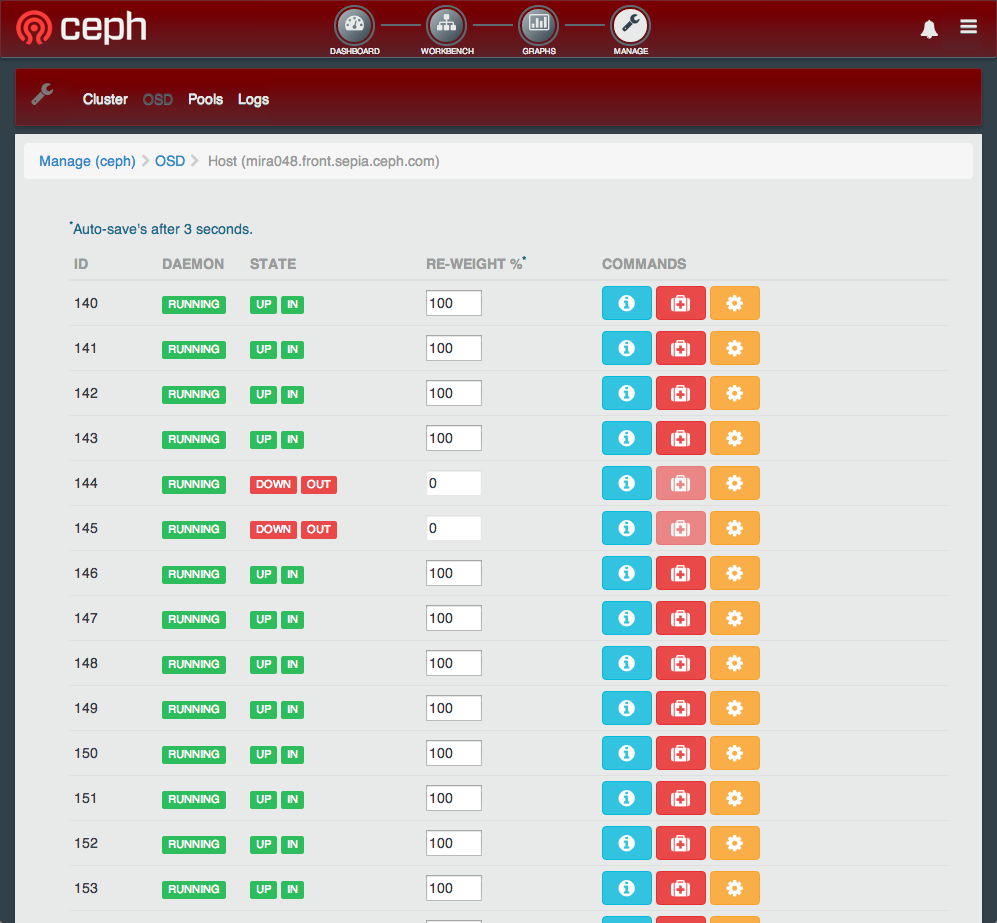 ceph
DASHBOARD WORKBENCH GRAPHS MANAGE
Cluster OSD Pools Logs
Manage (ceph) OSD Host (mira048.front.sepia.ceph.com)
*Auto-save's after 3 seconds.
ID DAEMON STATE RE-WEIGHT %* COMMANDS
140 RUNNING UP IN 100
141 RUNNING UP IN 100
142 RUNNING UP IN 100
143 RUNNING UP IN 100
144 RUNNING DOWN OUT 0
145 RUNNING DOWN OUT 0
146 RUNNING UP IN 100
147 RUNNING UP IN 100
148 RUNNING UP IN 100
149 RUNNING UP IN 100
150 RUNNING UP IN 100
151 RUNNING UP IN 100
152 RUNNING UP IN 100
153 RUNNING UP IN 100